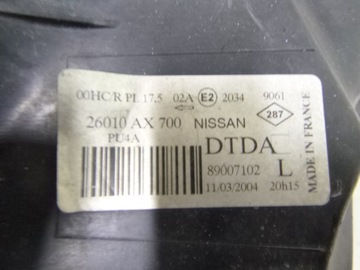 00HC/R PL 17.5 02A E2 2034 9061
26010 AX 700 NISSAN 287
PU4A DTDA
89007102 L
11/03/2004 20h15
MADE IN FRANCE